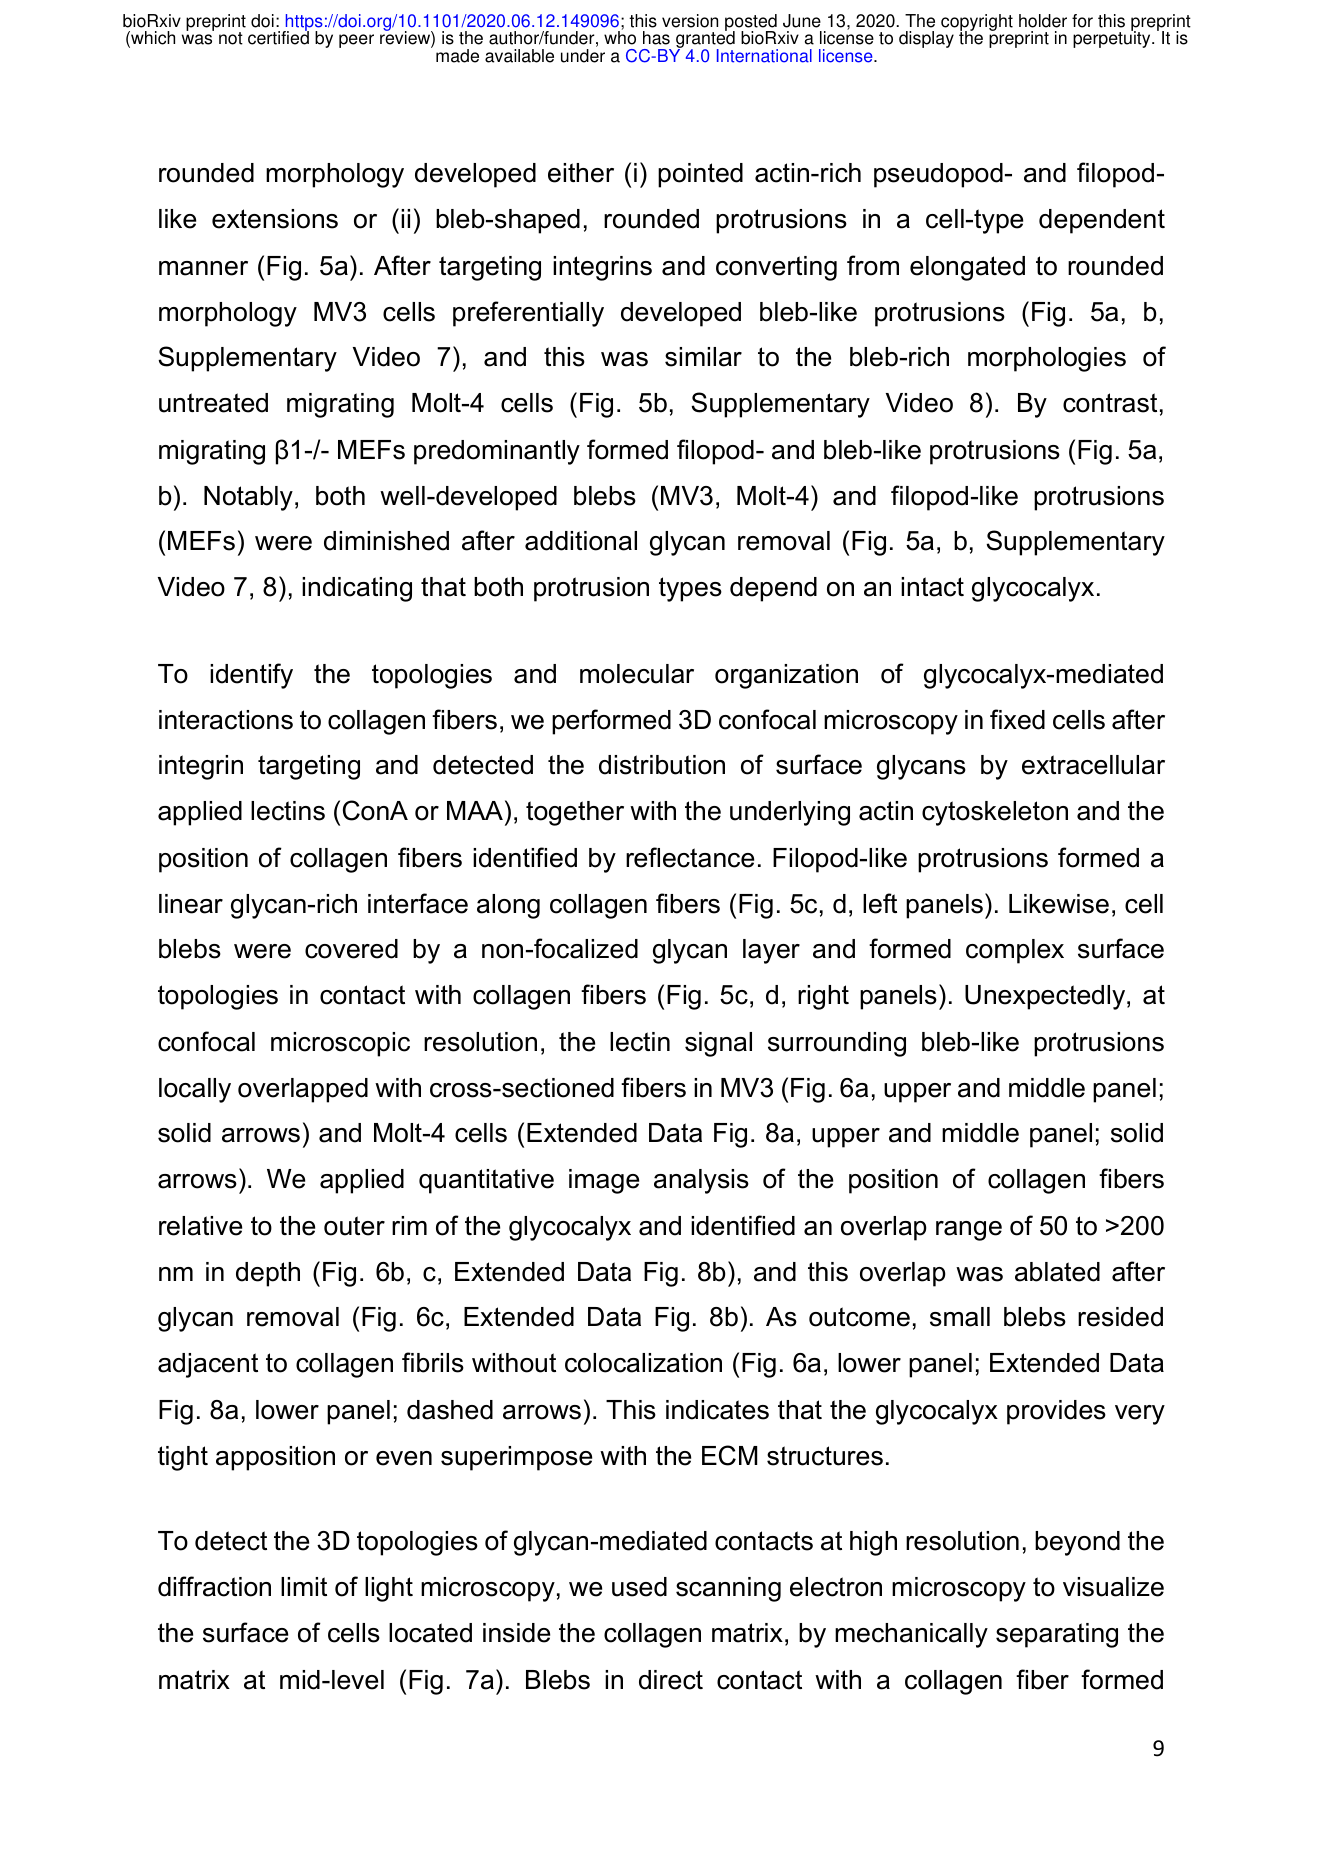 bioRxiv preprint doi: https://doi.org/10.1101/2020.06.12.149096; this version posted June 13, 2020. The copyright holder for this preprint
(which was not certified by peer review) is the author/funder, who has granted bioRxiv a license to display the preprint in perpetuity. It is
made available under a CC-BY 4.0 International license.
rounded morphology developed either (i) pointed actin-rich pseudopod- and filopod-
like extensions or (ii) bleb-shaped, rounded protrusions in a cell-type dependent
manner (Fig. 5a). After targeting integrins and converting from elongated to rounded
morphology MV3 cells preferentially developed bleb-like protrusions (Fig. 5a, b,
Supplementary Video 7), and this was similar to the bleb-rich morphologies of
untreated migrating Molt-4 cells (Fig. 5b, Supplementary Video 8). By contrast,
migrating β1-/- MEFs predominantly formed filopod- and bleb-like protrusions (Fig. 5a,
b). Notably, both well-developed blebs (MV3, Molt-4) and filopod-like protrusions
(MEFs) were diminished after additional glycan removal (Fig. 5a, b, Supplementary
Video 7, 8), indicating that both protrusion types depend on an intact glycocalyx.
To identify the topologies and molecular organization of glycocalyx-mediated
interactions to collagen fibers, we performed 3D confocal microscopy in fixed cells after
integrin targeting and detected the distribution of surface glycans by extracellular
applied lectins (ConA or MAA), together with the underlying actin cytoskeleton and the
position of collagen fibers identified by reflectance. Filopod-like protrusions formed a
linear glycan-rich interface along collagen fibers (Fig. 5c, d, left panels). Likewise, cell
blebs were covered by a non-focalized glycan layer and formed complex surface
topologies in contact with collagen fibers (Fig. 5c, d, right panels). Unexpectedly, at
confocal microscopic resolution, the lectin signal surrounding bleb-like protrusions
locally overlapped with cross-sectioned fibers in MV3 (Fig. 6a, upper and middle panel;
solid arrows) and Molt-4 cells (Extended Data Fig. 8a, upper and middle panel; solid
arrows). We applied quantitative image analysis of the position of collagen fibers
relative to the outer rim of the glycocalyx and identified an overlap range of 50 to >200
nm in depth (Fig. 6b, c, Extended Data Fig. 8b), and this overlap was ablated after
glycan removal (Fig. 6c, Extended Data Fig. 8b). As outcome, small blebs resided
adjacent to collagen fibrils without colocalization (Fig. 6a, lower panel; Extended Data
Fig. 8a, lower panel; dashed arrows). This indicates that the glycocalyx provides very
tight apposition or even superimpose with the ECM structures.
To detect the 3D topologies of glycan-mediated contacts at high resolution, beyond the
diffraction limit of light microscopy, we used scanning electron microscopy to visualize
the surface of cells located inside the collagen matrix, by mechanically separating the
matrix at mid-level (Fig. 7a). Blebs in direct contact with a collagen fiber formed
9